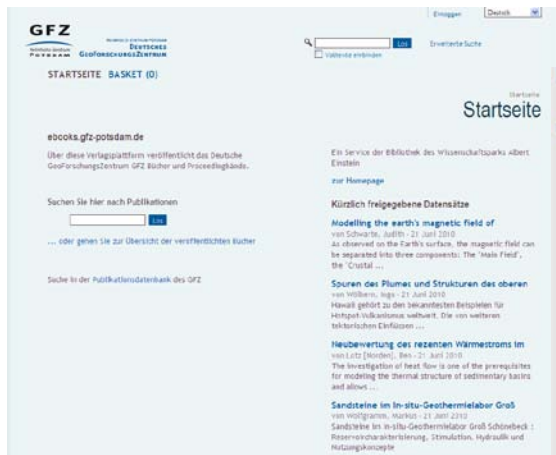 Einloggen
Deutsch
GFZ
Helmholtz-Zentrum Potsdam
DEUTSCHES
POTSDAM GEOFORSCHUNGSZENTRUM
Los
Erweiterte Suche
Volltexte einbinden
STARTSEITE BASKET (0)
Startseite
Startseite
ebooks.gfz-potsdam.de
Über diese Verlagsplattform veröffentlicht das Deutsche
GeoForschungsZentrum GFZ Bücher und Proceedingbände.
Suchen Sie hier nach Publikationen
Los
... oder gehen Sie zur Übersicht der veröffentlichten Bücher
Suche in der Publikationsdatenbank des GFZ
Ein Service der Bibliothek des Wissenschaftsparks Albert
Einstein
zur Homepage
Kürzlich freigegebene Datensätze
Modelling the earth's magnetic field of
von Schwarte, Judith - 21 Juni 2010
As observed on the Earth's surface, the magnetic field can
be separated into three components: The 'Main Field',
the 'Crustal ...
Spuren des Plumes und Strukturen des oberen
von Wölbern, Ingo - 21 Juni 2010
Hawaii gehört zu den bekanntesten Beispielen für
Hotspot-Vulkanismus weltweit. Die von weiteren
tektonischen Einflüssen ...
Neubewertung des rezenten Wärmestroms im
von Lotz [Norden], Ben - 21 Juni 2010
The investigation of heat flow is one of the prerequisites
for modeling the thermal structure of sedimentary basins
and allows ...
Sandsteine im In-situ-Geothermielabor Groß
von Wolfgramm, Markus - 21 Juni 2010
Sandsteine im In-situ-Geothermielabor Groß Schönebeck :
Reservoircharakterisierung, Stimulation, Hydraulik und
Nutzungskonzepte